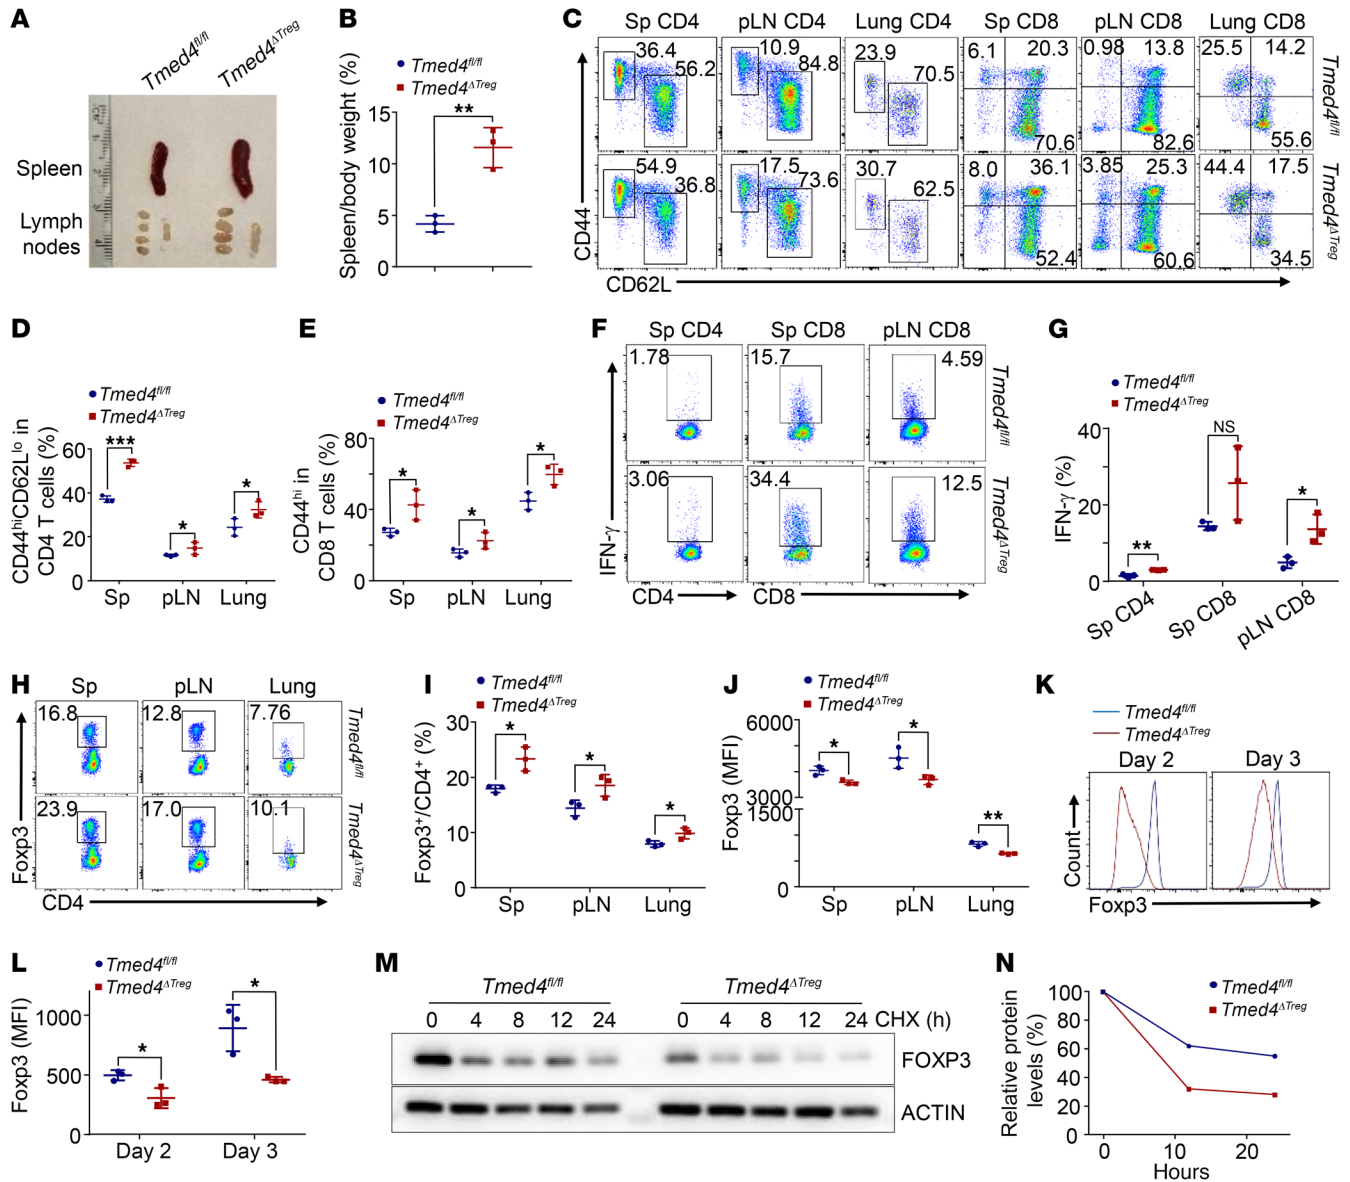 A
Tmed4fl/fl
Tmed4ΔTreg
Spleen
Lymph
nodes
B
Tmed4fl/fl
Tmed4ΔTreg
Spleen/body weight (%)
15
10
5
0
**
C
Sp CD4 pLN CD4 Lung CD4 Sp CD8 pLN CD8 Lung CD8
36.4 56.2 10.9 84.8 23.9 70.5 6.1 20.3 70.6 0.98 13.8 82.6 25.5 14.2 55.6
Tmed4fl/fl
54.9 36.8 17.5 73.6 30.7 62.5 8.0 36.1 52.4 3.85 25.3 60.6 44.4 17.5 34.5
Tmed4ΔTreg
CD44
CD62L
D
Tmed4fl/fl
Tmed4ΔTreg
CD44hiCD62Llo in
CD4 T cells (%)
60
40
20
0
*** * *
Sp pLN Lung
E
Tmed4fl/fl
Tmed4ΔTreg
CD44hi in
CD8 T cells (%)
80
40
20
0
* * *
Sp pLN Lung
F
Sp CD4 Sp CD8 pLN CD8
1.78 15.7 4.59
Tmed4fl/fl
3.06 34.4 12.5
Tmed4ΔTreg
IFN-γ
CD4 CD8
G
Tmed4fl/fl
Tmed4ΔTreg
IFN-γ (%)
40
20
0
** NS *
Sp CD4 Sp CD8 pLN CD8
H
Sp pLN Lung
16.8 12.8 7.76
Tmed4fl/fl
23.9 17.0 10.1
Tmed4ΔTreg
Foxp3
CD4
I
Tmed4fl/fl
Tmed4ΔTreg
Foxp3+/CD4+ (%)
30
20
10
0
* * *
Sp pLN Lung
J
Tmed4fl/fl
Tmed4ΔTreg
Foxp3 (MFI)
6000
3000
1500
0
* * **
Sp pLN Lung
K
Tmed4fl/fl
Tmed4ΔTreg
Day 2 Day 3
Count
Foxp3
L
Tmed4fl/fl
Tmed4ΔTreg
Foxp3 (MFI)
1000
500
0
* *
Day 2 Day 3
M
Tmed4fl/fl Tmed4ΔTreg
0 4 8 12 24 0 4 8 12 24 CHX (h)
FOXP3
ACTIN
N
Tmed4fl/fl
Tmed4ΔTreg
Relative protein
levels (%)
100
80
60
40
20
0
0 10 20
Hours